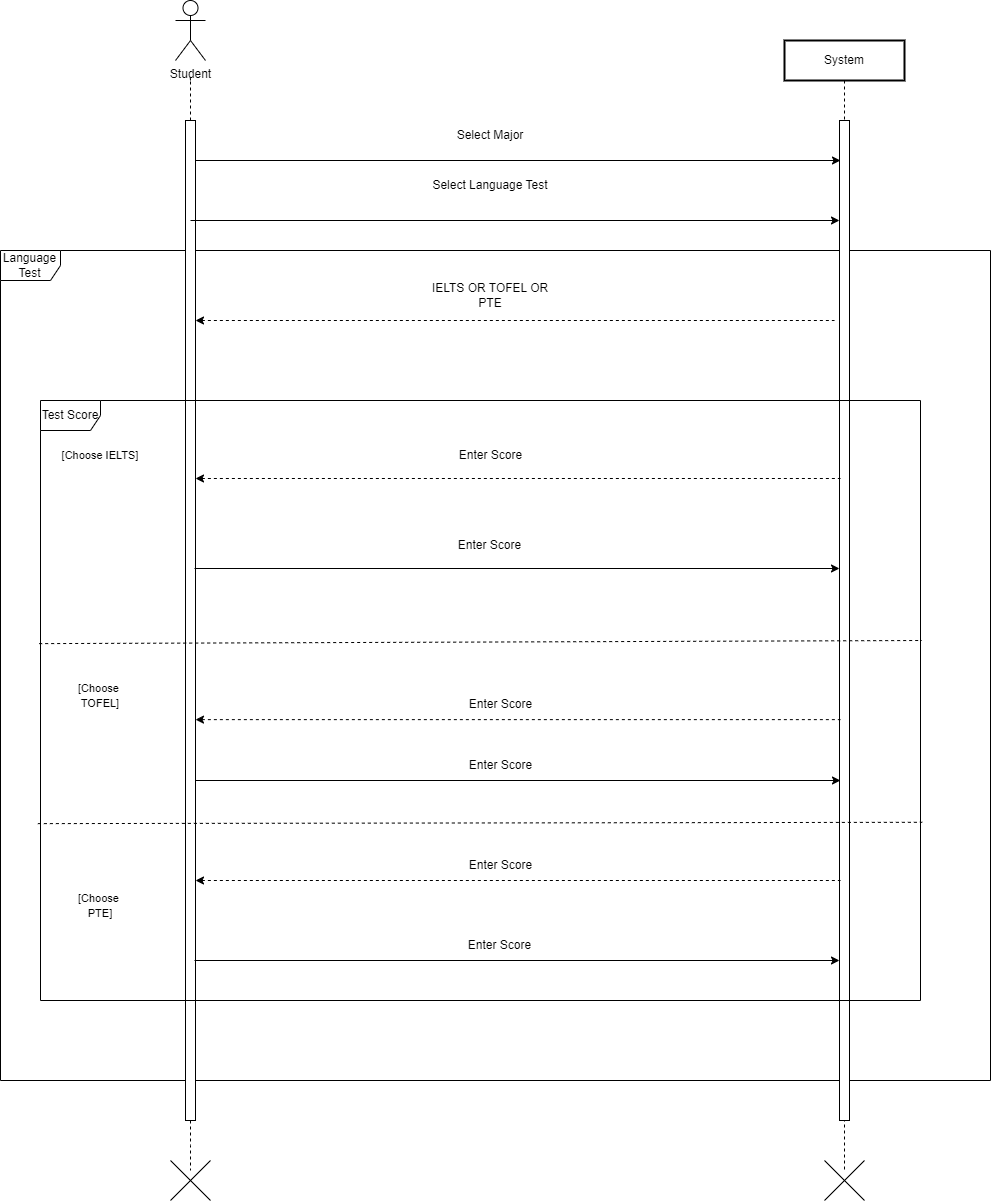 Student
System
Select Major
Select Language Test
Language
Test
IELTS OR TOFEL OR
PTE
Test Score
[Choose IELTS]
Enter Score
Enter Score
[Choose
TOFEL]
Enter Score
Enter Score
Enter Score
[Choose
PTE]
Enter Score